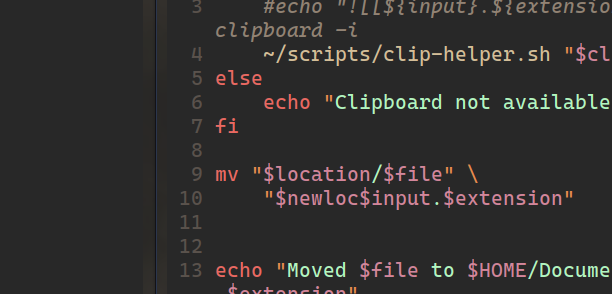 3 #echo "![[${input}.${extensio
clipboard -i
4 ~/scripts/clip-helper.sh "$cl
5 else
6 echo "Clipboard not available
7 fi
8
9 mv "$location/$file" \
10 "$newloc$input.$extension"
11
12
13 echo "Moved $file to $HOME/Docume
$extension"